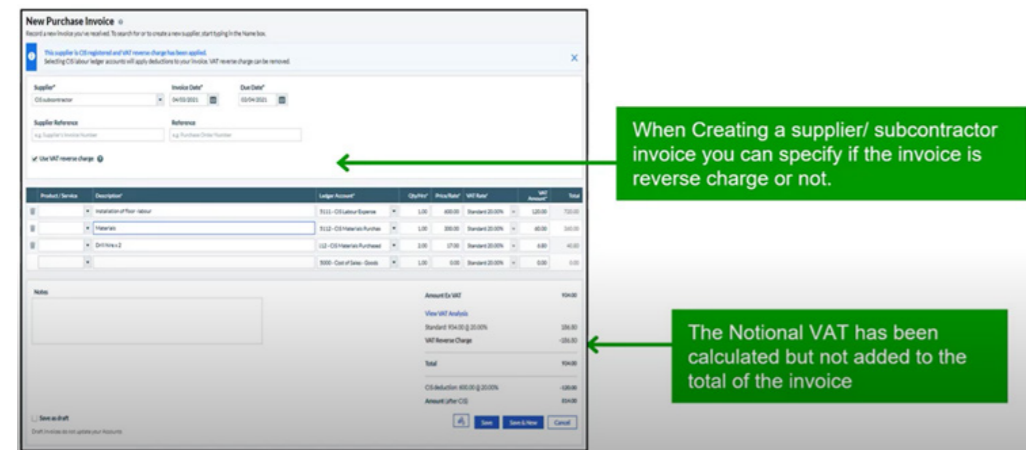 New Purchase Invoice
Record a new invoice you've received. To search for or to create a new supplier, start typing in the Name box.
This supplier is CIS registered and VAT reverse charge has been applied.
Selecting CIS labour ledger accounts will apply deductions to your invoice. VAT reverse charge can be removed.
X
Supplier* Invoice Date* Due Date*
CIS subcontractor 04/03/2021 03/04/2021
Supplier Reference Reference
e.g. Supplier's Invoice Number e.g. Purchase Order Number
Use VAT reverse charge
When Creating a supplier/ subcontractor
invoice you can specify if the invoice is
reverse charge or not.
Product / Service Description* Ledger Account* Qty/Hrs* Price/Rate* VAT Rate* VAT Amount* Total
Installation of floor - labour 5111 - CIS Labour Expense 1.00 600.00 Standard 20.00% 120.00 720.00
Materials 5112 - CIS Materials Purchas 1.00 300.00 Standard 20.00% 60.00 360.00
Drill hire x 2 112 - CIS Materials Purchased 2.00 17.00 Standard 20.00% 6.80 40.80
5000 - Cost of Sales - Goods 1.00 0.00 Standard 20.00% 0.00 0.00
Notes
Amount Ex VAT 934.00
View VAT Analysis
Standard 934.00 @ 20.00% 186.80
VAT Reverse Charge -186.80
Total 934.00
CIS deduction: 600.00 @ 20.00% -120.00
Amount (after CIS) 814.00
The Notional VAT has been
calculated but not added to the
total of the invoice
Save as draft
Draft invoices do not update your Accounts
Save Save & New Cancel